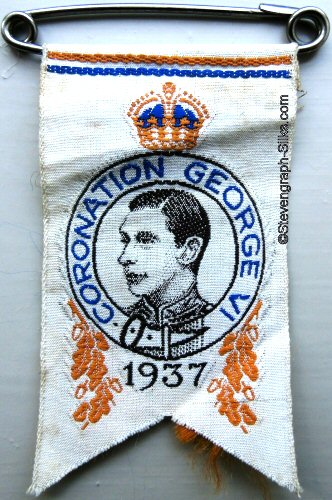 CORONATION GEORGE VI
1937
©Stevengraph-Silks.com